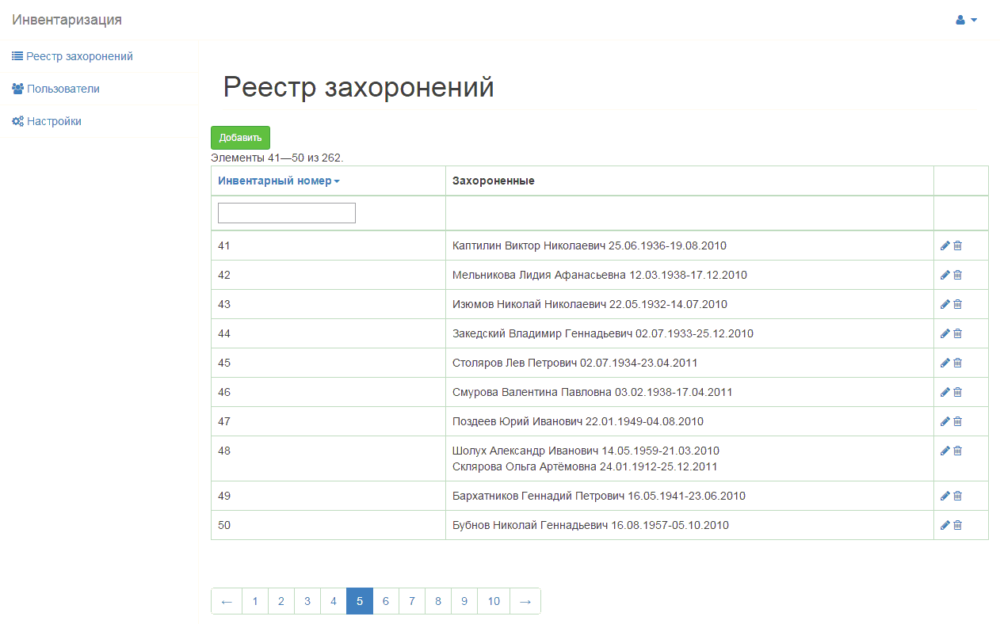 Инвентаризация
Реестр захоронений
Пользователи
Настройки
Реестр захоронений
Добавить
Элементы 41—50 из 262.
Инвентарный номер Захороненные
41 Каптилин Виктор Николаевич 25.06.1936-19.08.2010
42 Мельникова Лидия Афанасьевна 12.03.1938-17.12.2010
43 Изюмов Николай Николаевич 22.05.1932-14.07.2010
44 Закедский Владимир Геннадьевич 02.07.1933-25.12.2010
45 Столяров Лев Петрович 02.07.1934-23.04.2011
46 Смурова Валентина Павловна 03.02.1938-17.04.2011
47 Поздеев Юрий Иванович 22.01.1949-04.08.2010
48 Шолух Александр Иванович 14.05.1959-21.03.2010
Склярова Ольга Артёмовна 24.01.1912-25.12.2011
49 Бархатников Геннадий Петрович 16.05.1941-23.06.2010
50 Бубнов Николай Геннадьевич 16.08.1957-05.10.2010
← 1 2 3 4 5 6 7 8 9 10 →